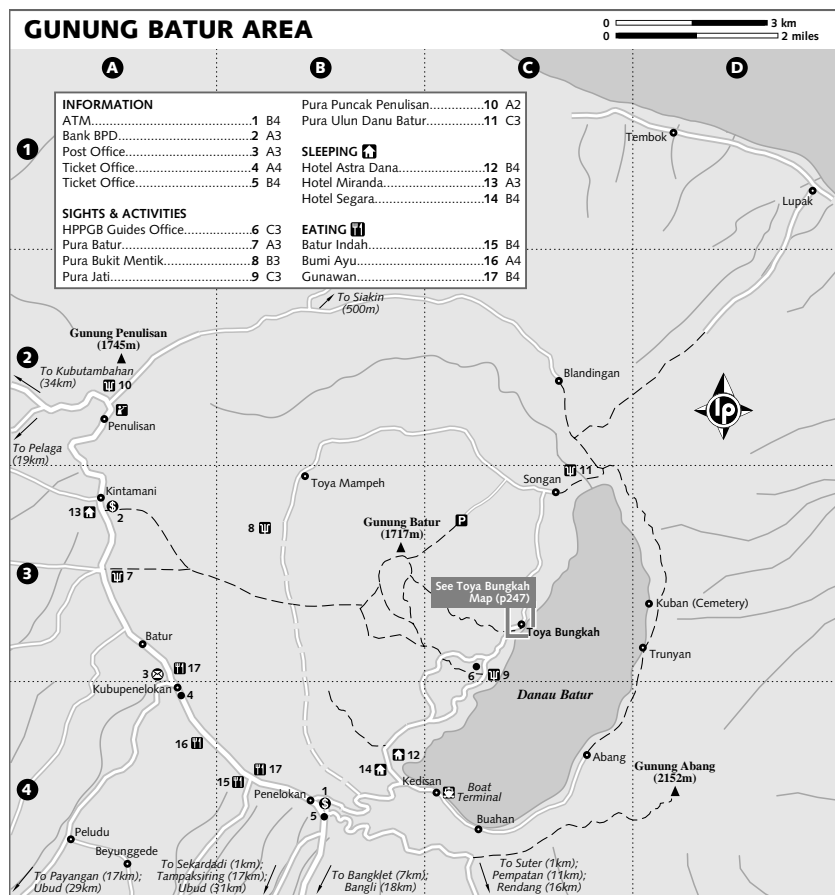 GUNUNG BATUR AREA
0 3 km
0 2 miles
A B C D
1
2
3
4
INFORMATION
ATM 1 B4
Bank BPD 2 A3
Post Office 3 A3
Ticket Office 4 A4
Ticket Office 5 B4
SIGHTS & ACTIVITIES
HPPGB Guides Office 6 C3
Pura Batur 7 A3
Pura Bukit Mentik 8 B3
Pura Jati 9 C3
Pura Puncak Penulisan 10 A2
Pura Ulun Danu Batur 11 C3
SLEEPING
Hotel Astra Dana 12 B4
Hotel Miranda 13 A3
Hotel Segara 14 B4
EATING
Batur Indah 15 B4
Bumi Ayu 16 A4
Gunawan 17 B4
Tembok
Lupak
To Siakin
(500m)
Gunung Penulisan
(1745m)
To Kubutambahan
(34km)
10
Penulisan
To Pelaga
(19km)
Blandingan
lp
Kintamani
13
2
Toya Mampeh
Songan
11
8
Gunung Batur
(1717m)
P
7
See Toya Bungkah
Map (p247)
Toya Bungkah
Kuban (Cemetery)
Trunyan
Batur
3
17
Kubupenelokan
4
6
9
Danau Batur
16
12
14
17
15
Penelokan
1
5
Kedisan
Boat
Terminal
Abang
Gunung Abang
(2152m)
Buahan
Peludu
Beyunggede
To Payangan (17km);
Ubud (29km)
To Sekardadi (1km);
Tampaksiring (17km);
Ubud (31km)
To Bangklet (7km);
Bangli (18km)
To Suter (1km);
Pempatan (11km);
Rendang (16km)